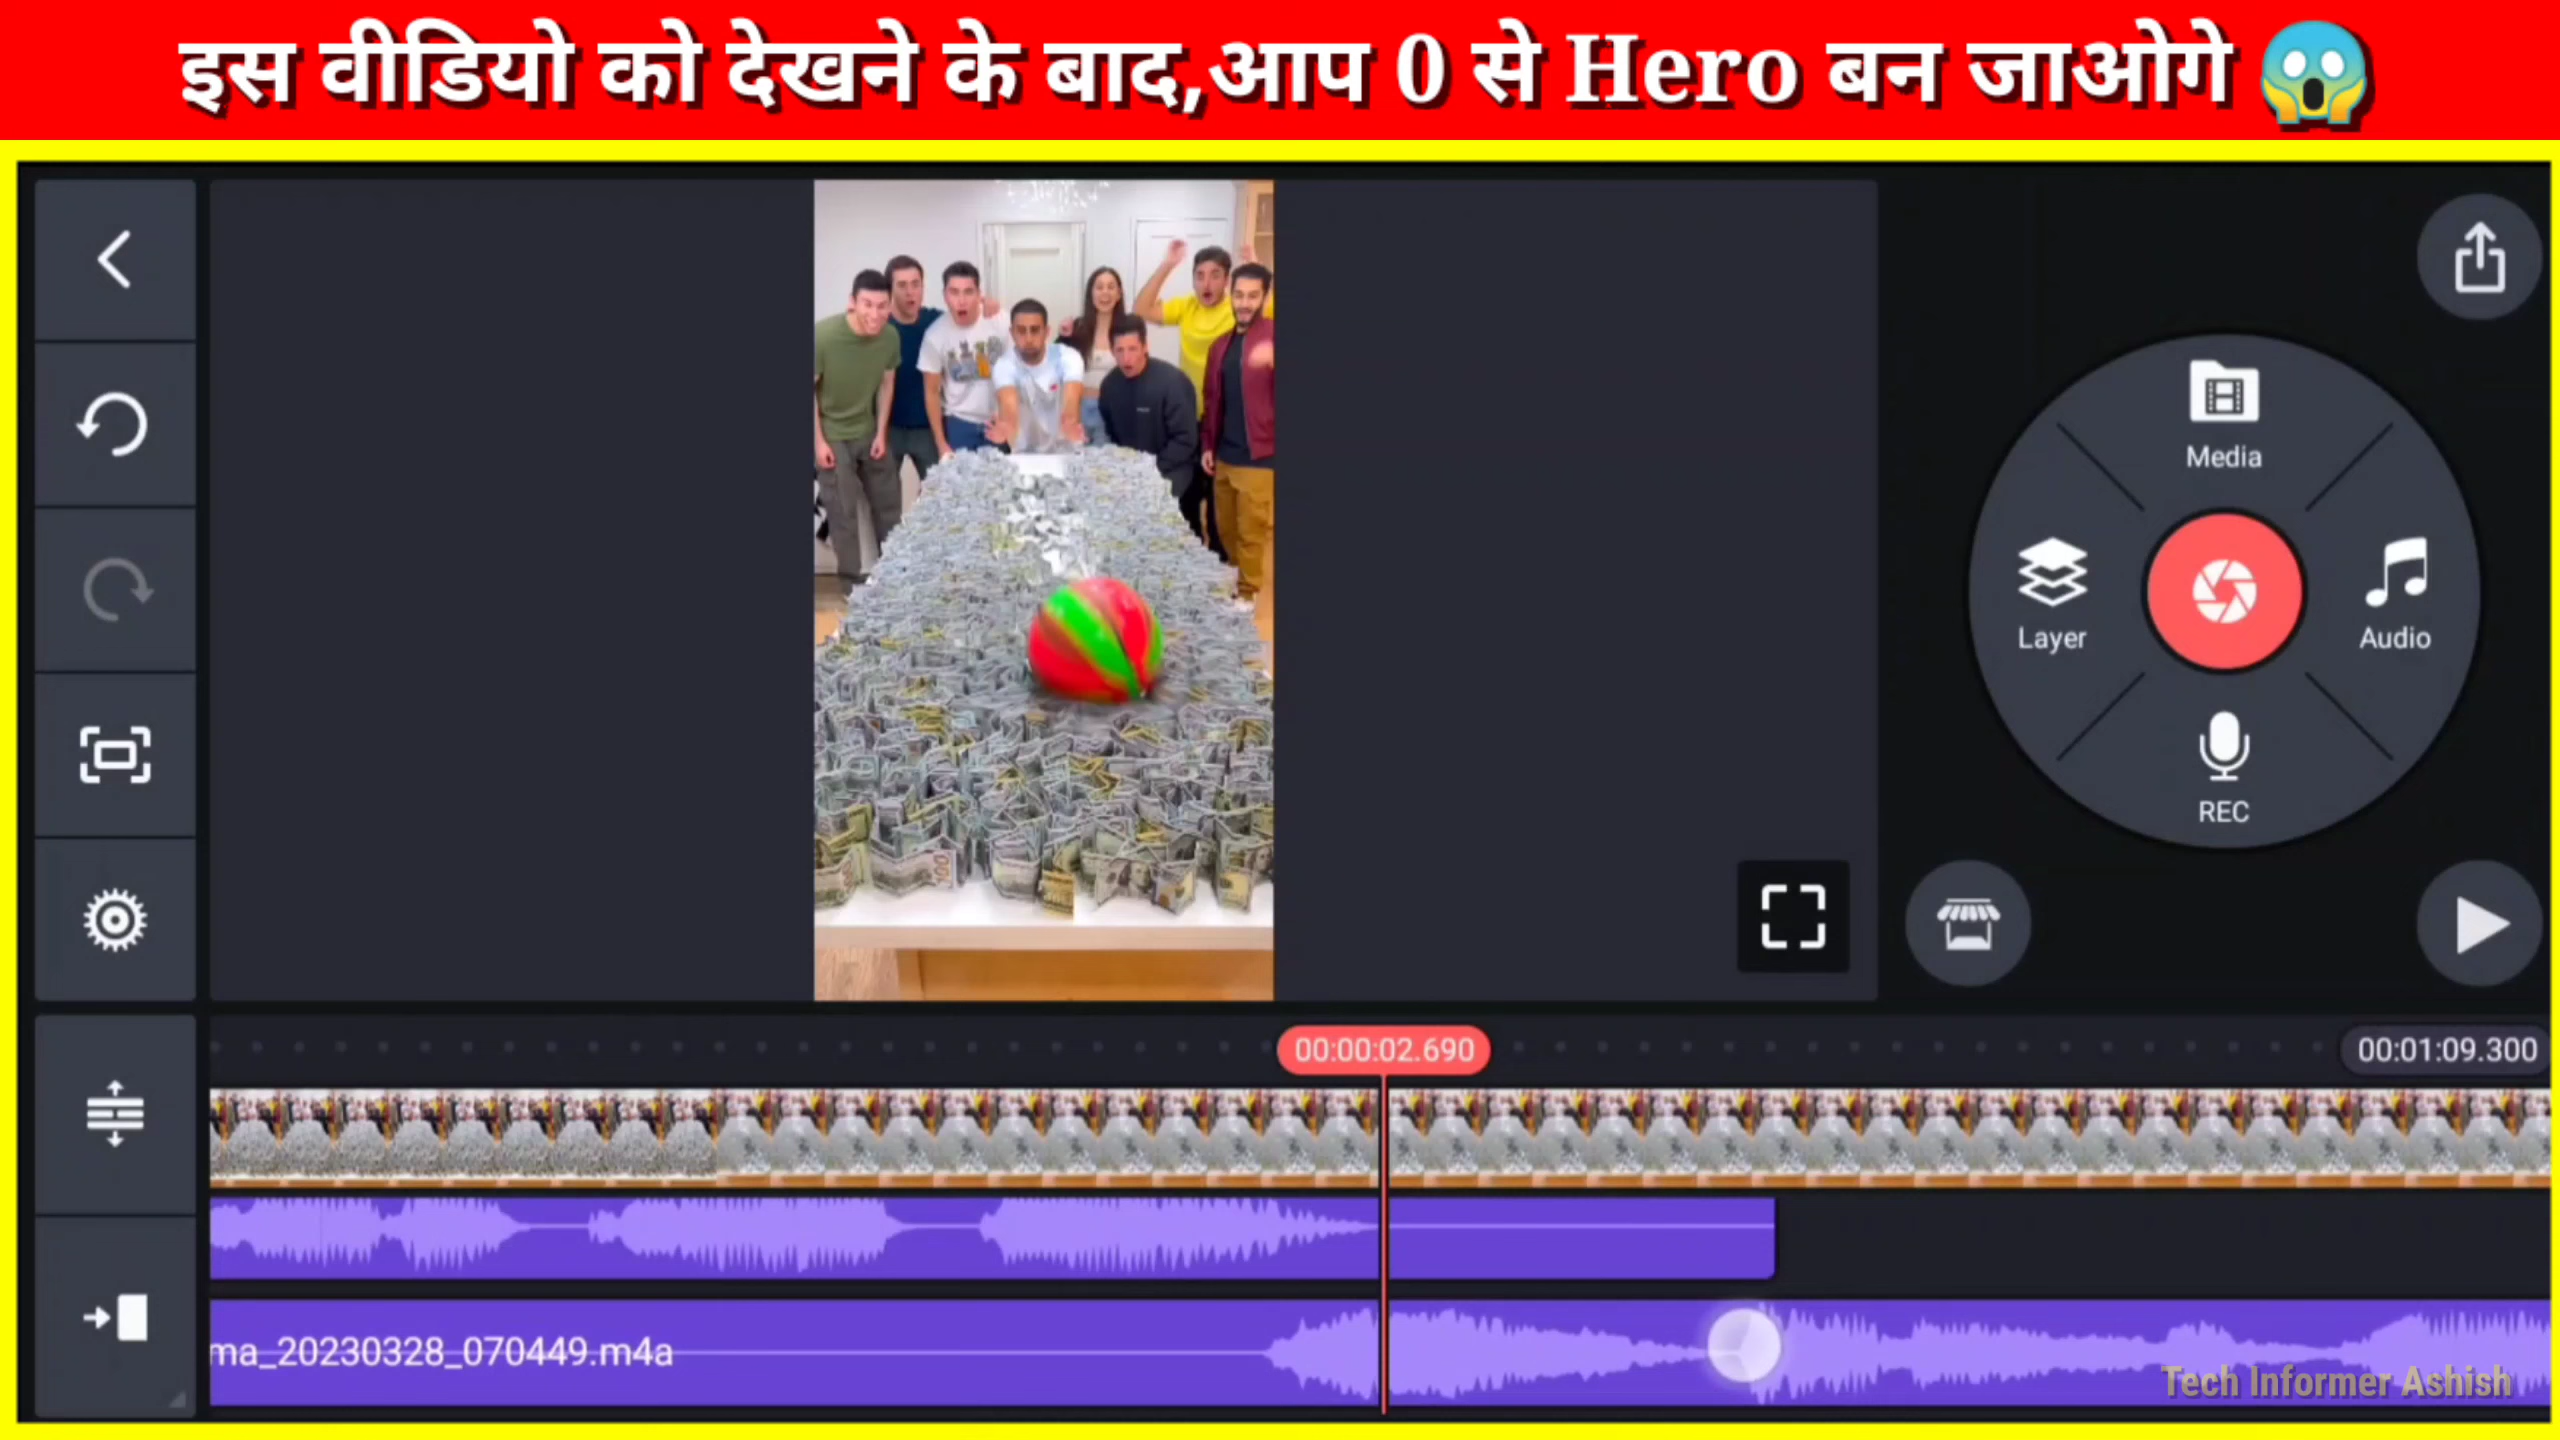 इस वीडियो को देखने के बाद,आप 0 से Hero बन जाओगे 😱
Media
Layer
Audio
REC
00:00:02.690
00:01:09.300
ma_20230328_070449.m4a
Tech Informer Ashish